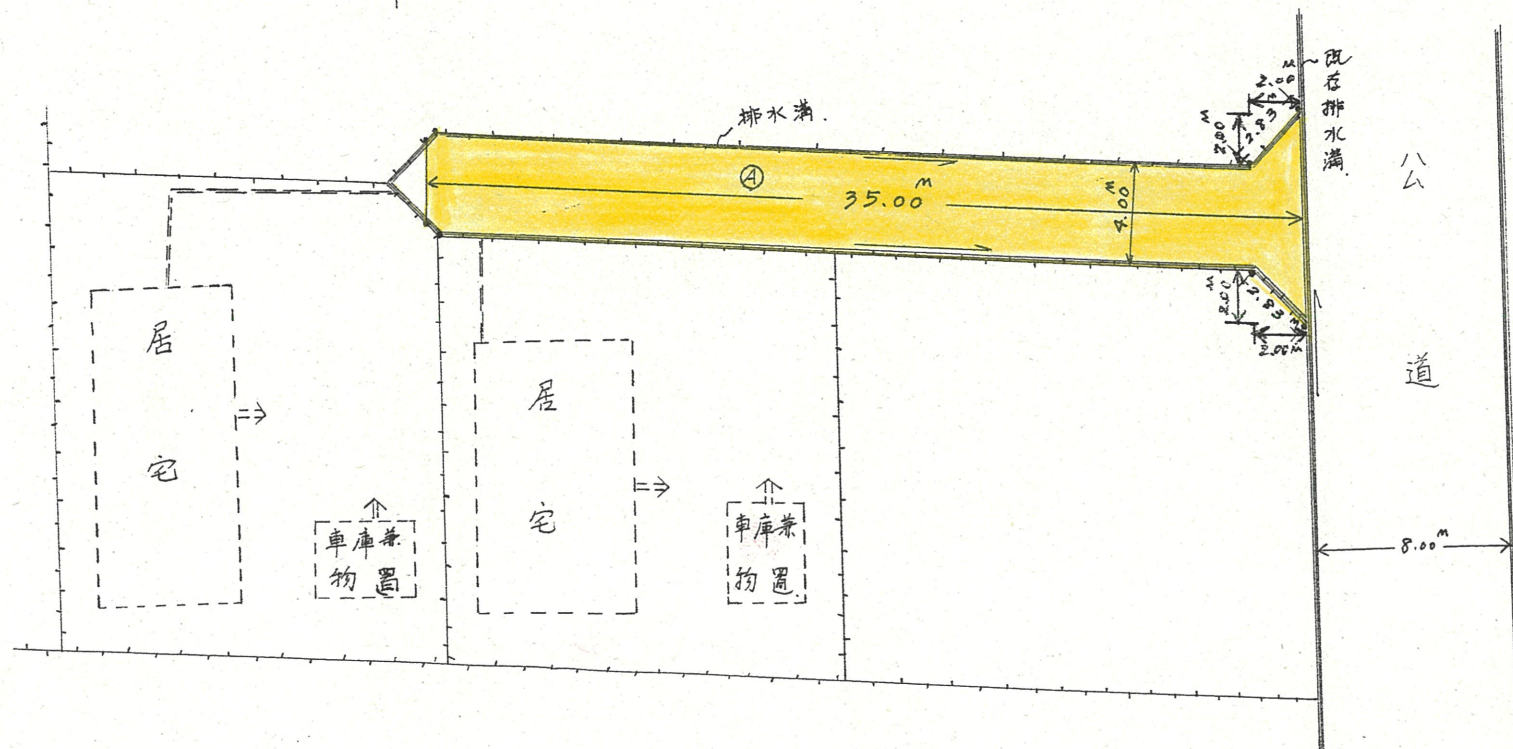 既存排水溝.
2.00ᴹ
2.83ᴹ
2.00ᴹ
排水溝.
Ⓐ
35.00ᴹ
4.00ᴹ
公道
2.00ᴹ
2.83ᴹ
2.00ᴹ
居宅
居宅
車庫兼
物置
車庫兼
物置.
8.00ᴹ